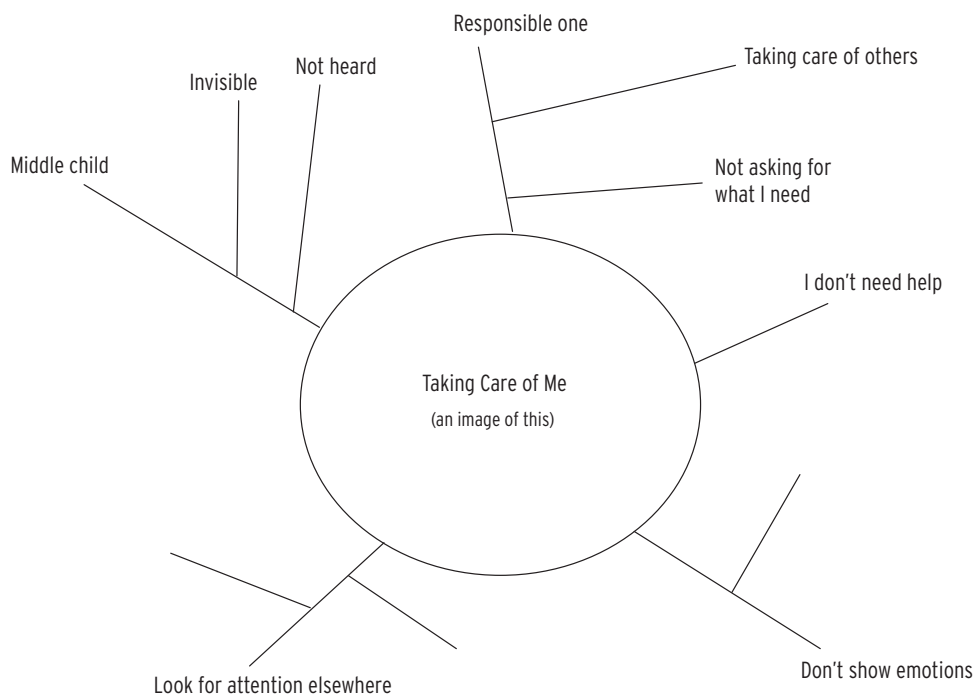 Responsible one
Taking care of others
Not heard
Invisible
Middle child
Not asking for
what I need
I don't need help
Taking Care of Me
(an image of this)
Don't show emotions
Look for attention elsewhere